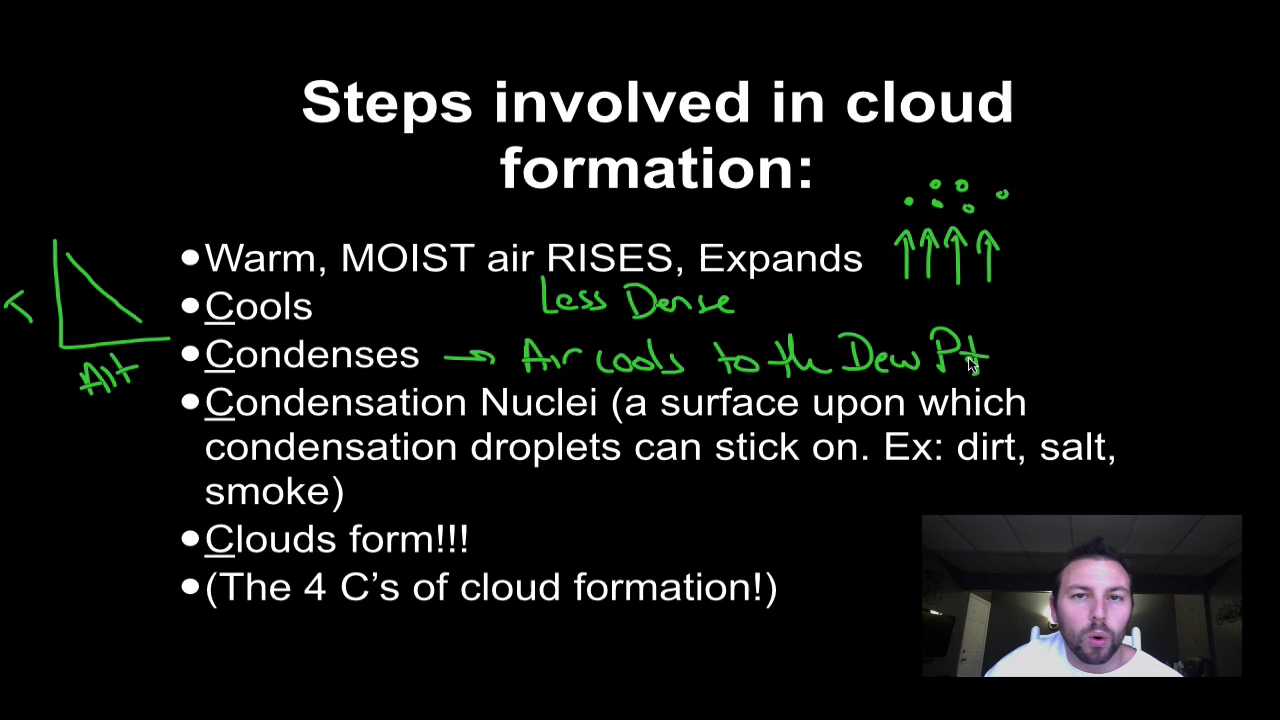 Steps involved in cloud
formation:
•Warm, MOIST air RISES, Expands
•Cools
Less Dense
T
•Condenses → Air cools to the Dew Pt
Alt
•Condensation Nuclei (a surface upon which
condensation droplets can stick on. Ex: dirt, salt,
smoke)
•Clouds form!!!
•(The 4 C’s of cloud formation!)